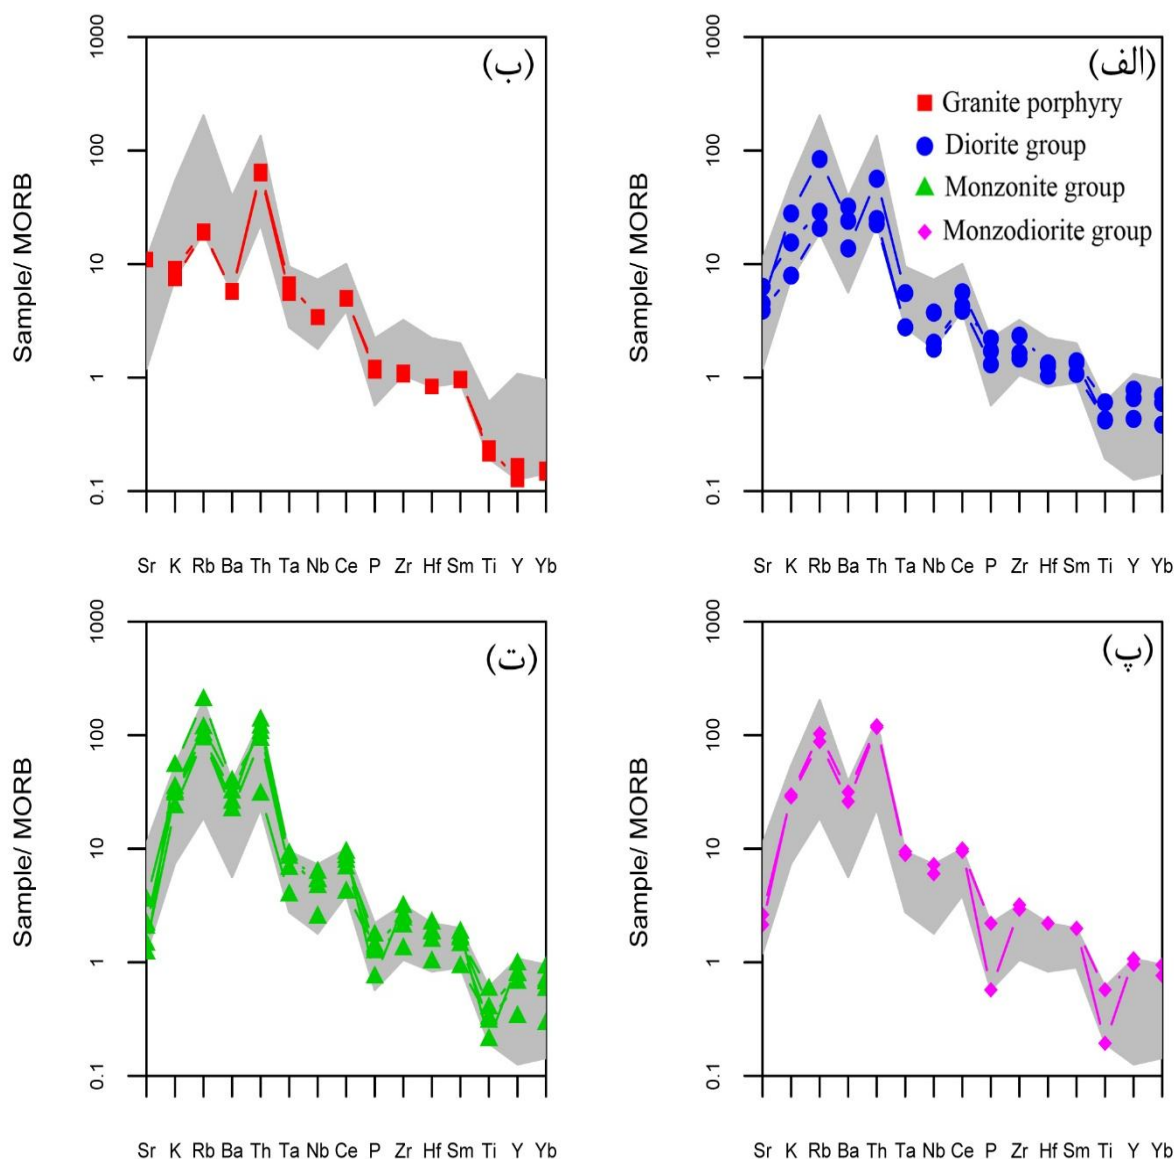 (الف)
Granite porphyry
Diorite group
Monzonite group
Monzodiorite group
Sample/ MORB
1000
100
10
1
0.1
Sr K Rb Ba Th Ta Nb Ce P Zr Hf Sm Ti Y Yb
(ب)
Sample/ MORB
1000
100
10
1
0.1
Sr K Rb Ba Th Ta Nb Ce P Zr Hf Sm Ti Y Yb
(پ)
Sample/ MORB
1000
100
10
1
0.1
Sr K Rb Ba Th Ta Nb Ce P Zr Hf Sm Ti Y Yb
(ت)
Sample/ MORB
1000
100
10
1
0.1
Sr K Rb Ba Th Ta Nb Ce P Zr Hf Sm Ti Y Yb